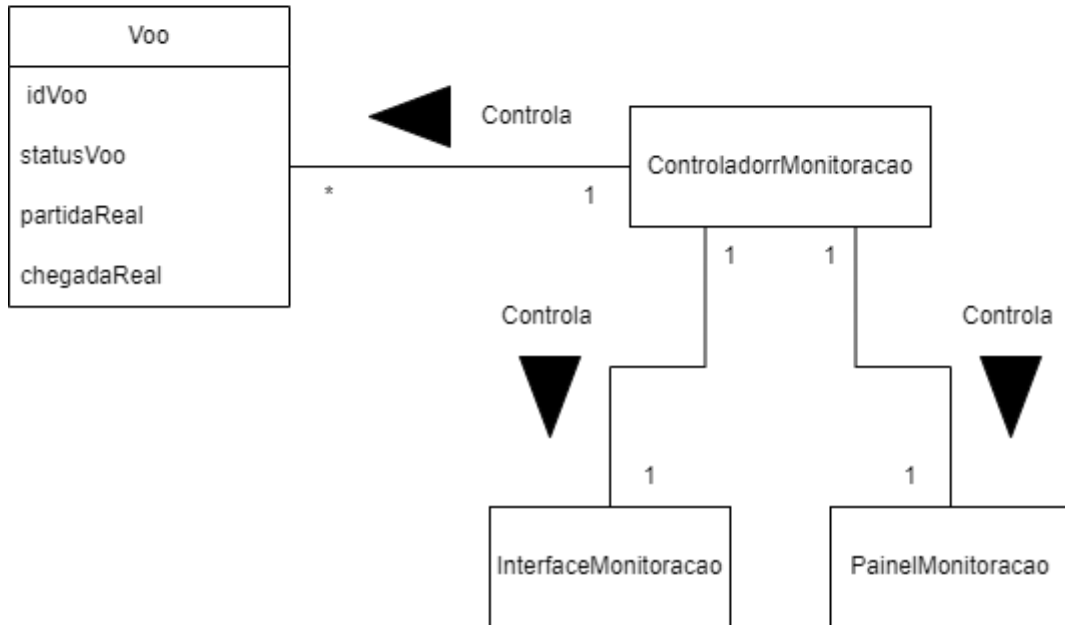 Voo
idVoo
statusVoo
partidaReal
chegadaReal
Controla
ControladorrMonitoracao
*
1
1
1
Controla
Controla
1
1
InterfaceMonitoracao
PainelMonitoracao